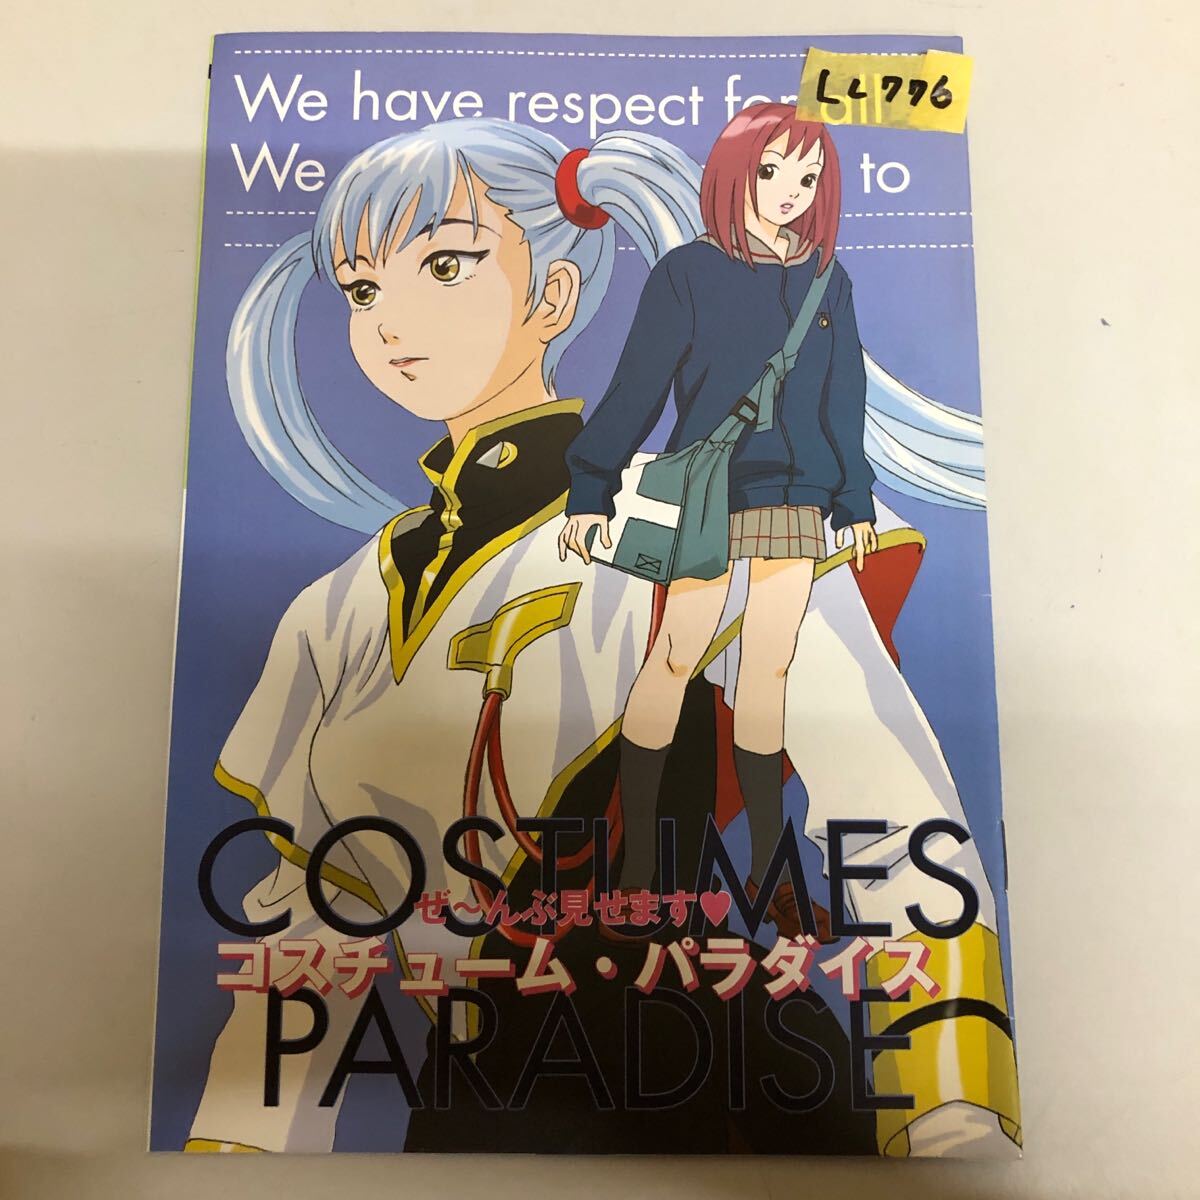 We have respect for all
LL776
We to
COSTUMES
ぜ〜んぶ見せます♥
コスチューム・パラダイス
PARADISE